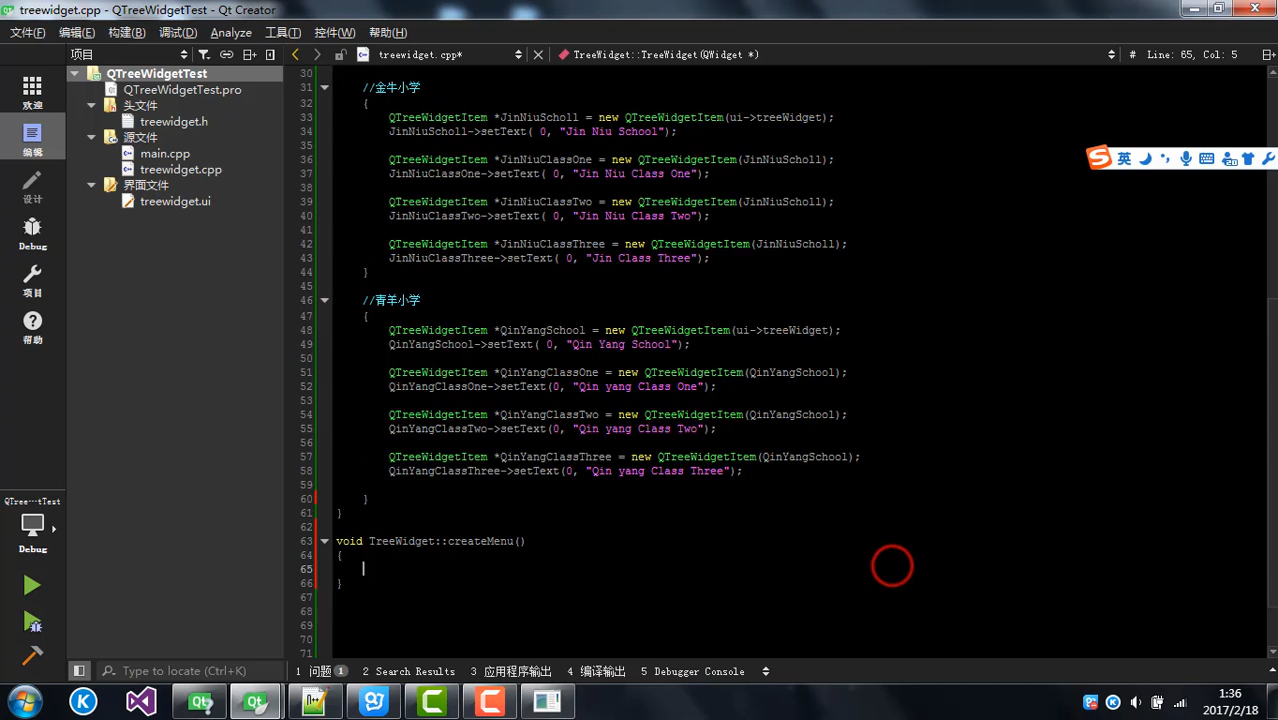 treewidget.cpp - QTreeWidgetTest - Qt Creator
文件(F) 编辑(E) 构建(B) 调试(D) Analyze 工具(T) 控件(W) 帮助(H)
项目 treewidget.cpp* TreeWidget::TreeWidget(QWidget *) # Line: 65, Col: 5
QTreeWidgetTest
QTreeWidgetTest.pro
头文件
treewidget.h
源文件
main.cpp
treewidget.cpp
界面文件
treewidget.ui
欢迎
编辑
设计
Debug
项目
帮助
QTree···tTest
Debug
30
31 //金牛小学
32 {
33 QTreeWidgetItem *JinNiuScholl = new QTreeWidgetItem(ui->treeWidget);
34 JinNiuScholl->setText( 0, "Jin Niu School");
35
36 QTreeWidgetItem *JinNiuClassOne = new QTreeWidgetItem(JinNiuScholl);
37 JinNiuClassOne->setText( 0, "Jin Niu Class One");
38
39 QTreeWidgetItem *JinNiuClassTwo = new QTreeWidgetItem(JinNiuScholl);
40 JinNiuClassTwo->setText( 0, "Jin Niu Class Two");
41
42 QTreeWidgetItem *JinNiuClassThree = new QTreeWidgetItem(JinNiuScholl);
43 JinNiuClassThree->setText( 0, "Jin Class Three");
44 }
45
46 //青羊小学
47 {
48 QTreeWidgetItem *QinYangSchool = new QTreeWidgetItem(ui->treeWidget);
49 QinYangSchool->setText( 0, "Qin Yang School");
50
51 QTreeWidgetItem *QinYangClassOne = new QTreeWidgetItem(QinYangSchool);
52 QinYangClassOne->setText(0, "Qin yang Class One");
53
54 QTreeWidgetItem *QinYangClassTwo = new QTreeWidgetItem(QinYangSchool);
55 QinYangClassTwo->setText(0, "Qin yang Class Two");
56
57 QTreeWidgetItem *QinYangClassThree = new QTreeWidgetItem(QinYangSchool);
58 QinYangClassThree->setText(0, "Qin yang Class Three");
59
60 }
61 }
62
63 void TreeWidget::createMenu()
64 {
65
66 }
67
68
69
70
71
英
Type to locate (Ctrl+K) 1 问题 1 2 Search Results 3 应用程序输出 4 编译输出 5 Debugger Console
1:36
2017/2/18